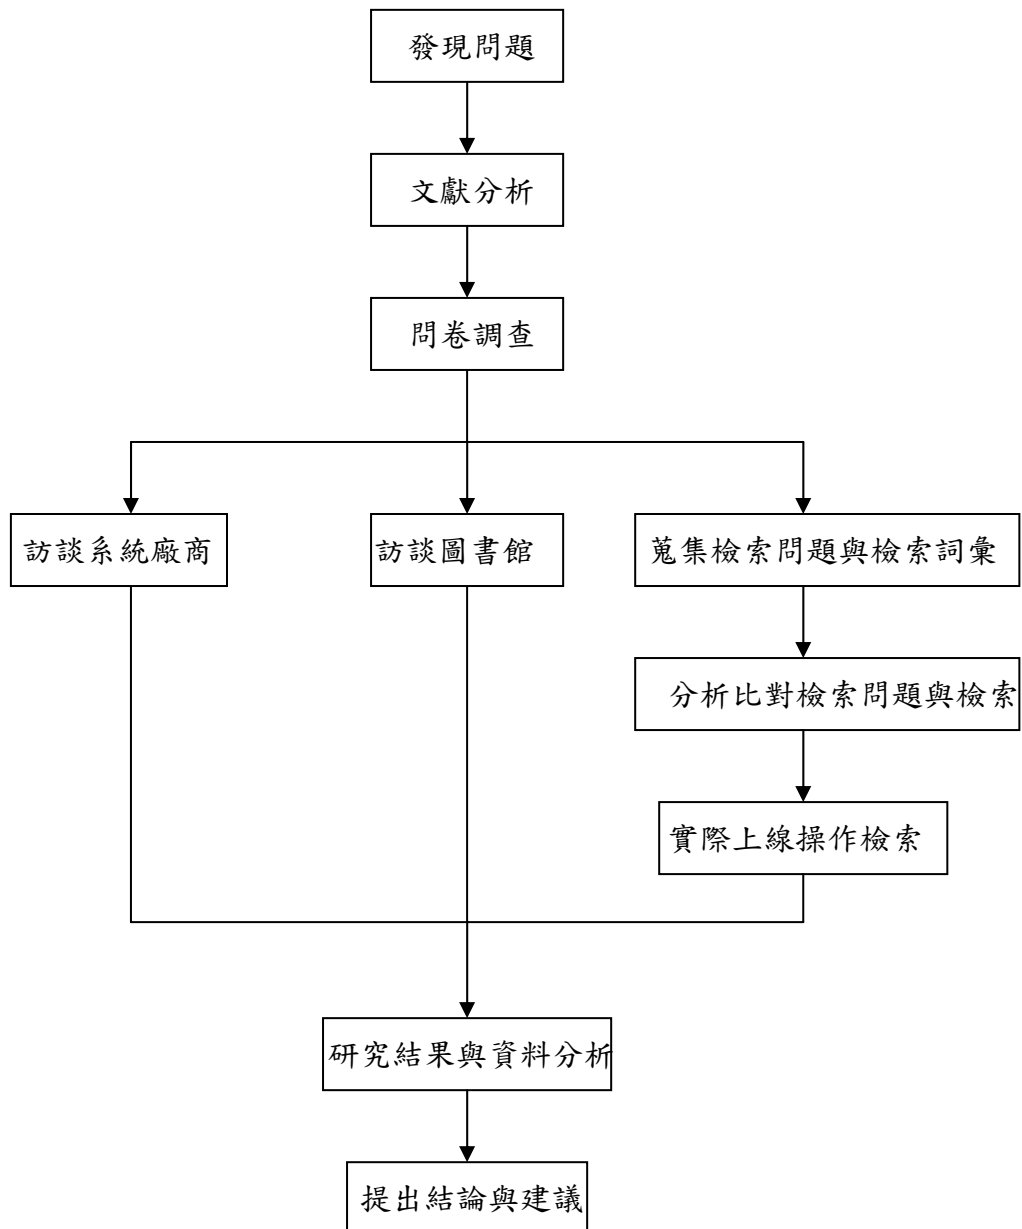 發現問題
文獻分析
問卷調查
訪談系統廠商
訪談圖書館
蒐集檢索問題與檢索詞彙
分析比對檢索問題與檢索
實際上線操作檢索
研究結果與資料分析
提出結論與建議